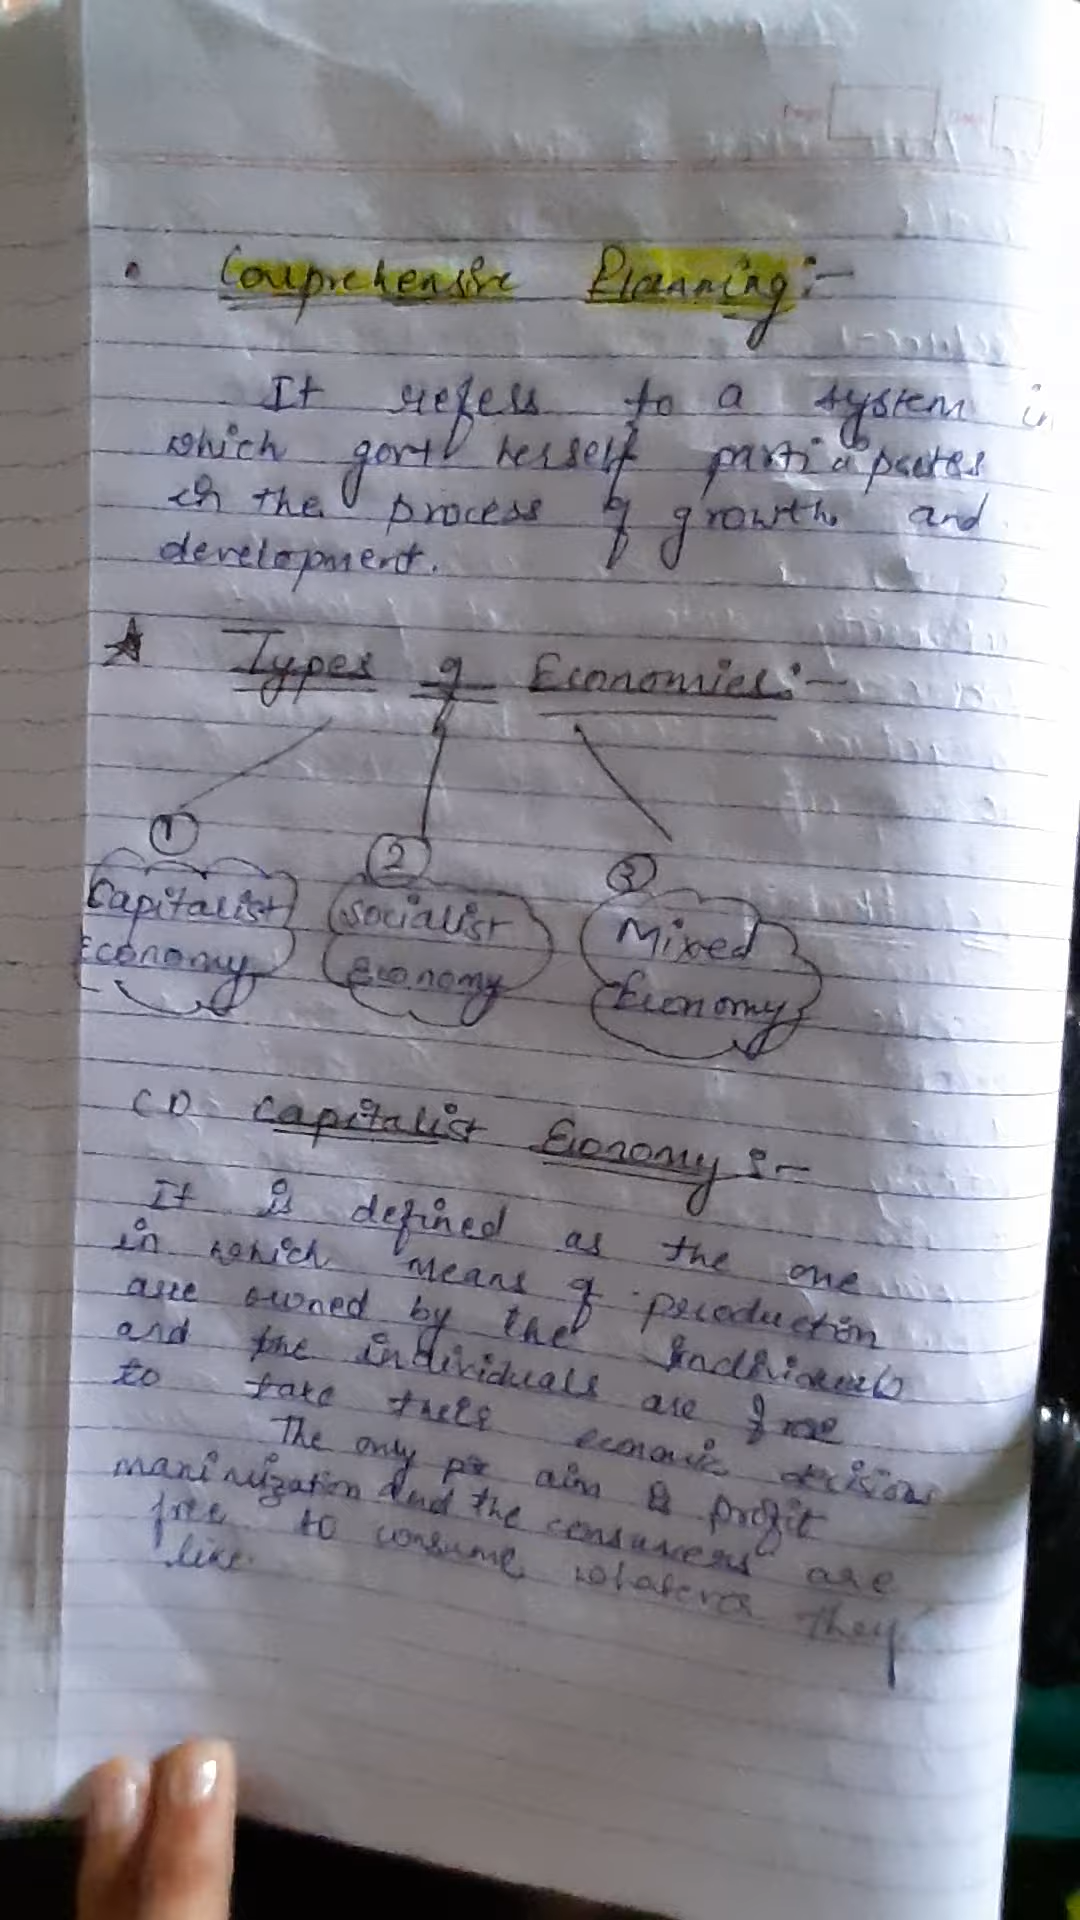 • Comprehensive Planning:-
It refers to a system in
which govt herself participates
in the process of growth and
development.
★ Types of Economies:-
① ② ③
Capitalist Socialist Mixed
Economy Economy Economy
(1) Capitalist Economy :-
It is defined as the one
in which means of production
are owned by the individuals
and the individuals are free
to take their economic decision
The only aim is profit
maximization and the consumers are
free to consume whatever they
like.